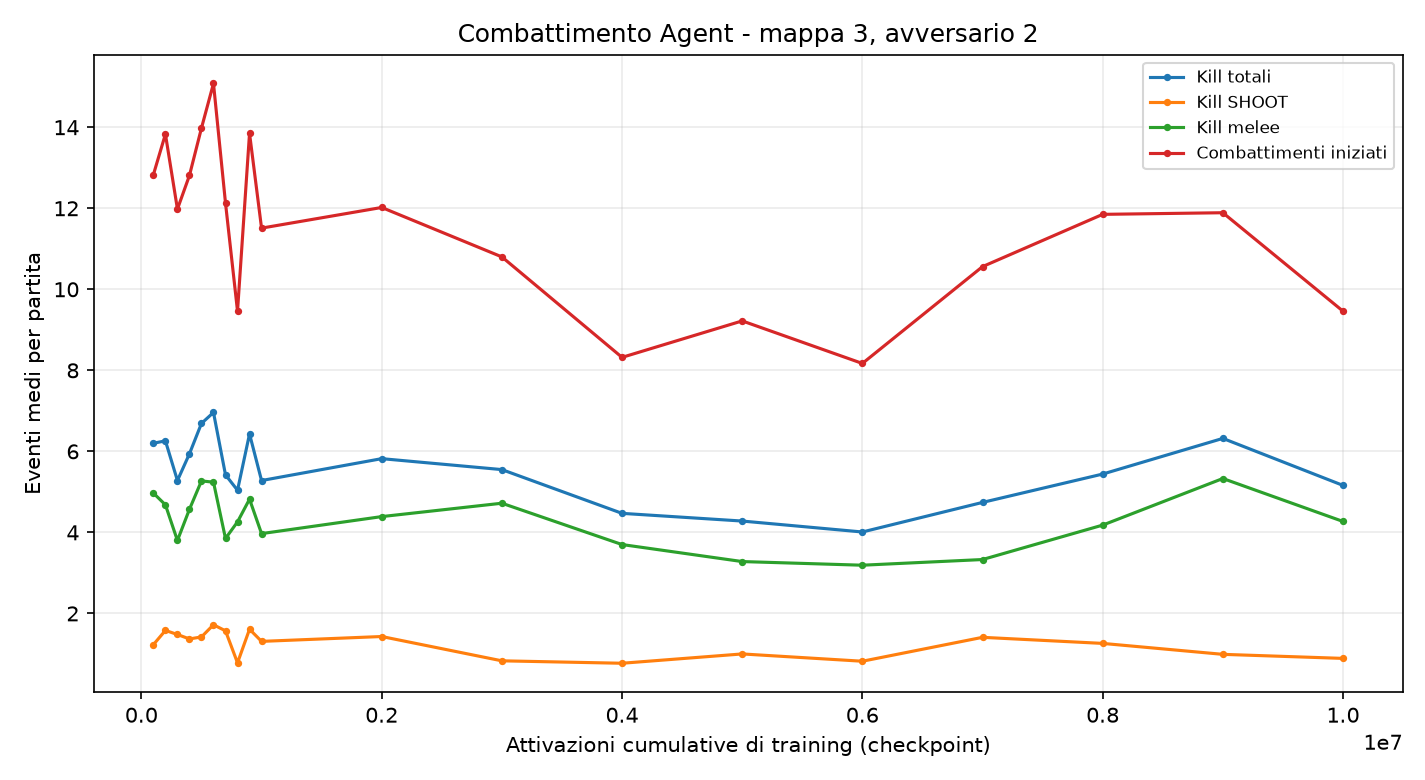 Combattimento Agent - mappa 3, avversario 2
Kill totali
Kill SHOOT
Kill melee
Combattimenti iniziati
Eventi medi per partita
14
12
10
8
6
4
2
0.0
0.2
0.4
0.6
0.8
1.0
1e7
Attivazioni cumulative di training (checkpoint)